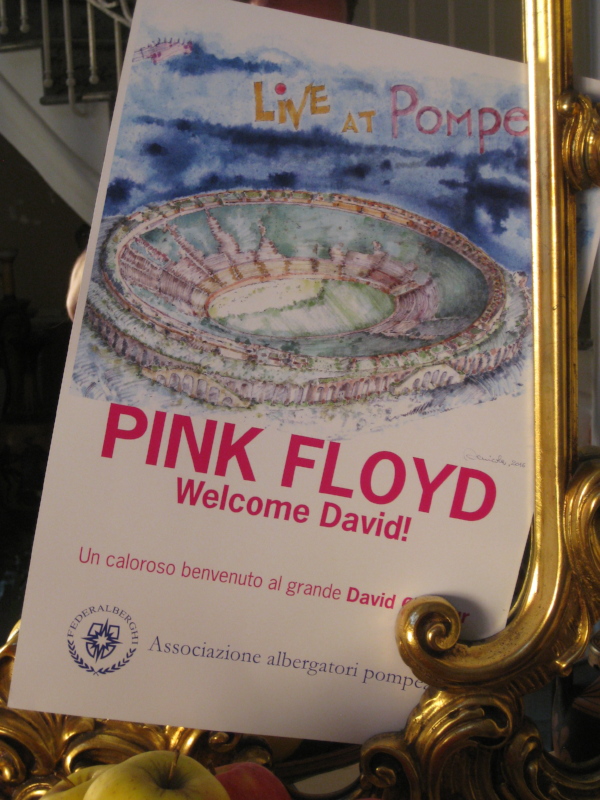 LiVE AT Pompe
PINK FLOYD
Welcome David!
Un caloroso benvenuto al grande David
FEDERALBERGHI
Associazione albergatori pompe